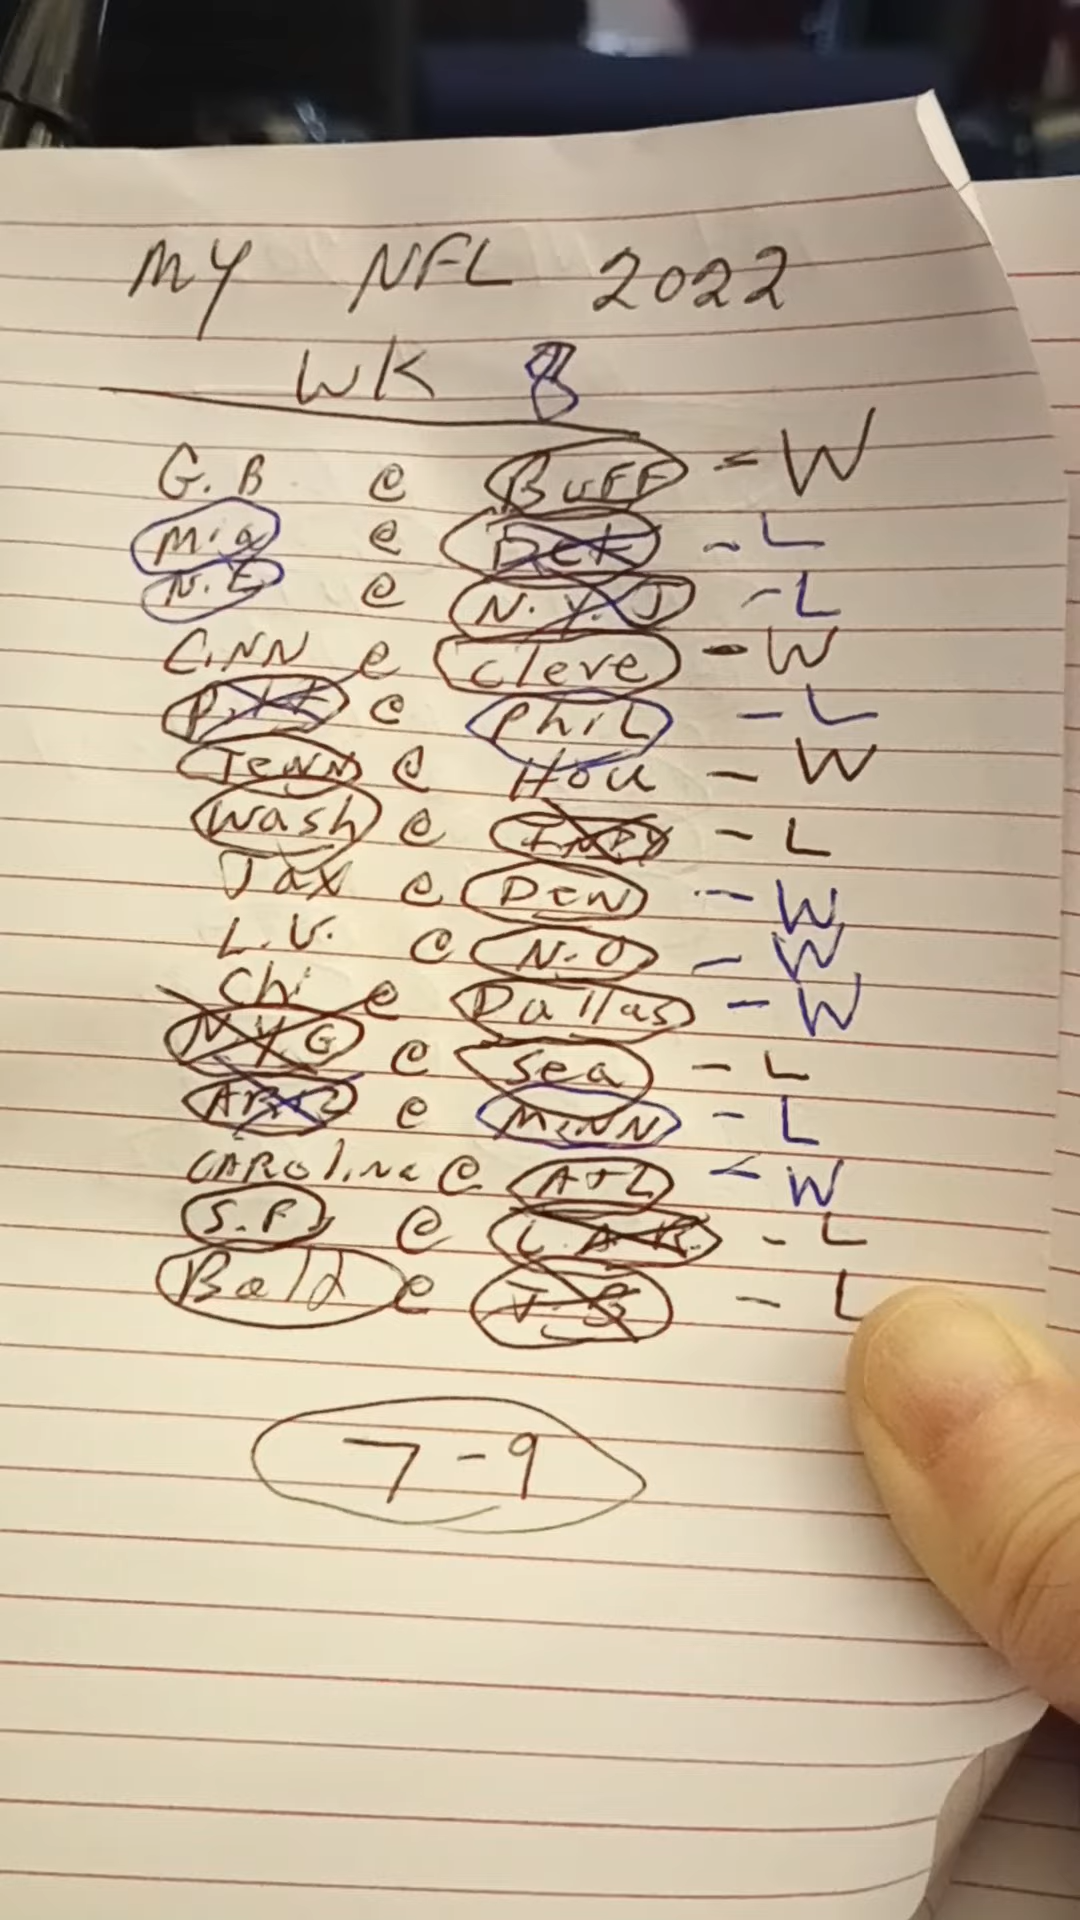 MY NFL 2022
WK 8
G.B @ BUFF - W
Mia @ Det - L
N.E @ N.Y.J - L
CINN @ Cleve - W
Pitt @ PhiL - L
TeNN @ Hou - W
Wash @ INDY - L
Jax @ DEN - W
L.V. @ N.O - W
Chi @ Dallas - W
NYG @ Sea - L
ARIZ @ MINN - L
CAROlINA @ AtL - W
S.F @ L.A.R. - L
@ - L
7-9